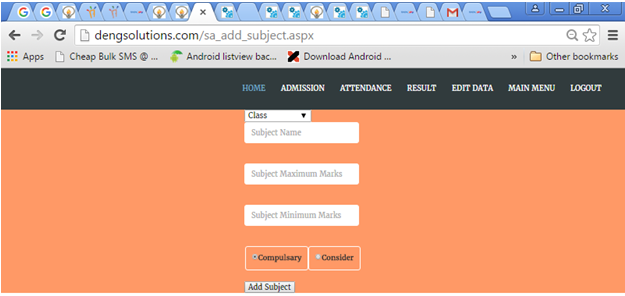 dengsolutions.com/sa_add_subject.aspx
Apps Cheap Bulk SMS @ ... Android listview bac... Download Android ... » Other bookmarks
HOME ADMISSION ATTENDANCE RESULT EDIT DATA MAIN MENU LOGOUT
Class
Subject Name
Subject Maximum Marks
Subject Minimum Marks
Compulsary Consider
Add Subject